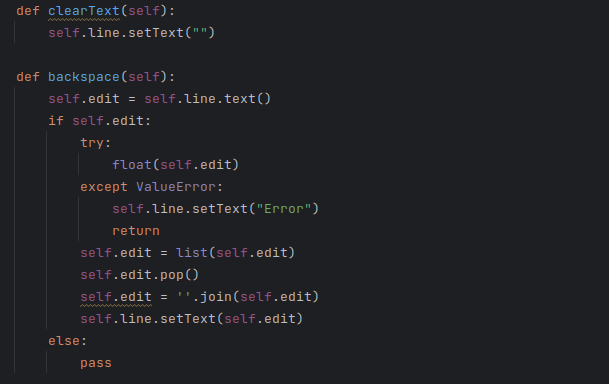 def clearText(self):
    self.line.setText("")

def backspace(self):
    self.edit = self.line.text()
    if self.edit:
        try:
            float(self.edit)
        except ValueError:
            self.line.setText("Error")
            return
        self.edit = list(self.edit)
        self.edit.pop()
        self.edit = ''.join(self.edit)
        self.line.setText(self.edit)
    else:
        pass